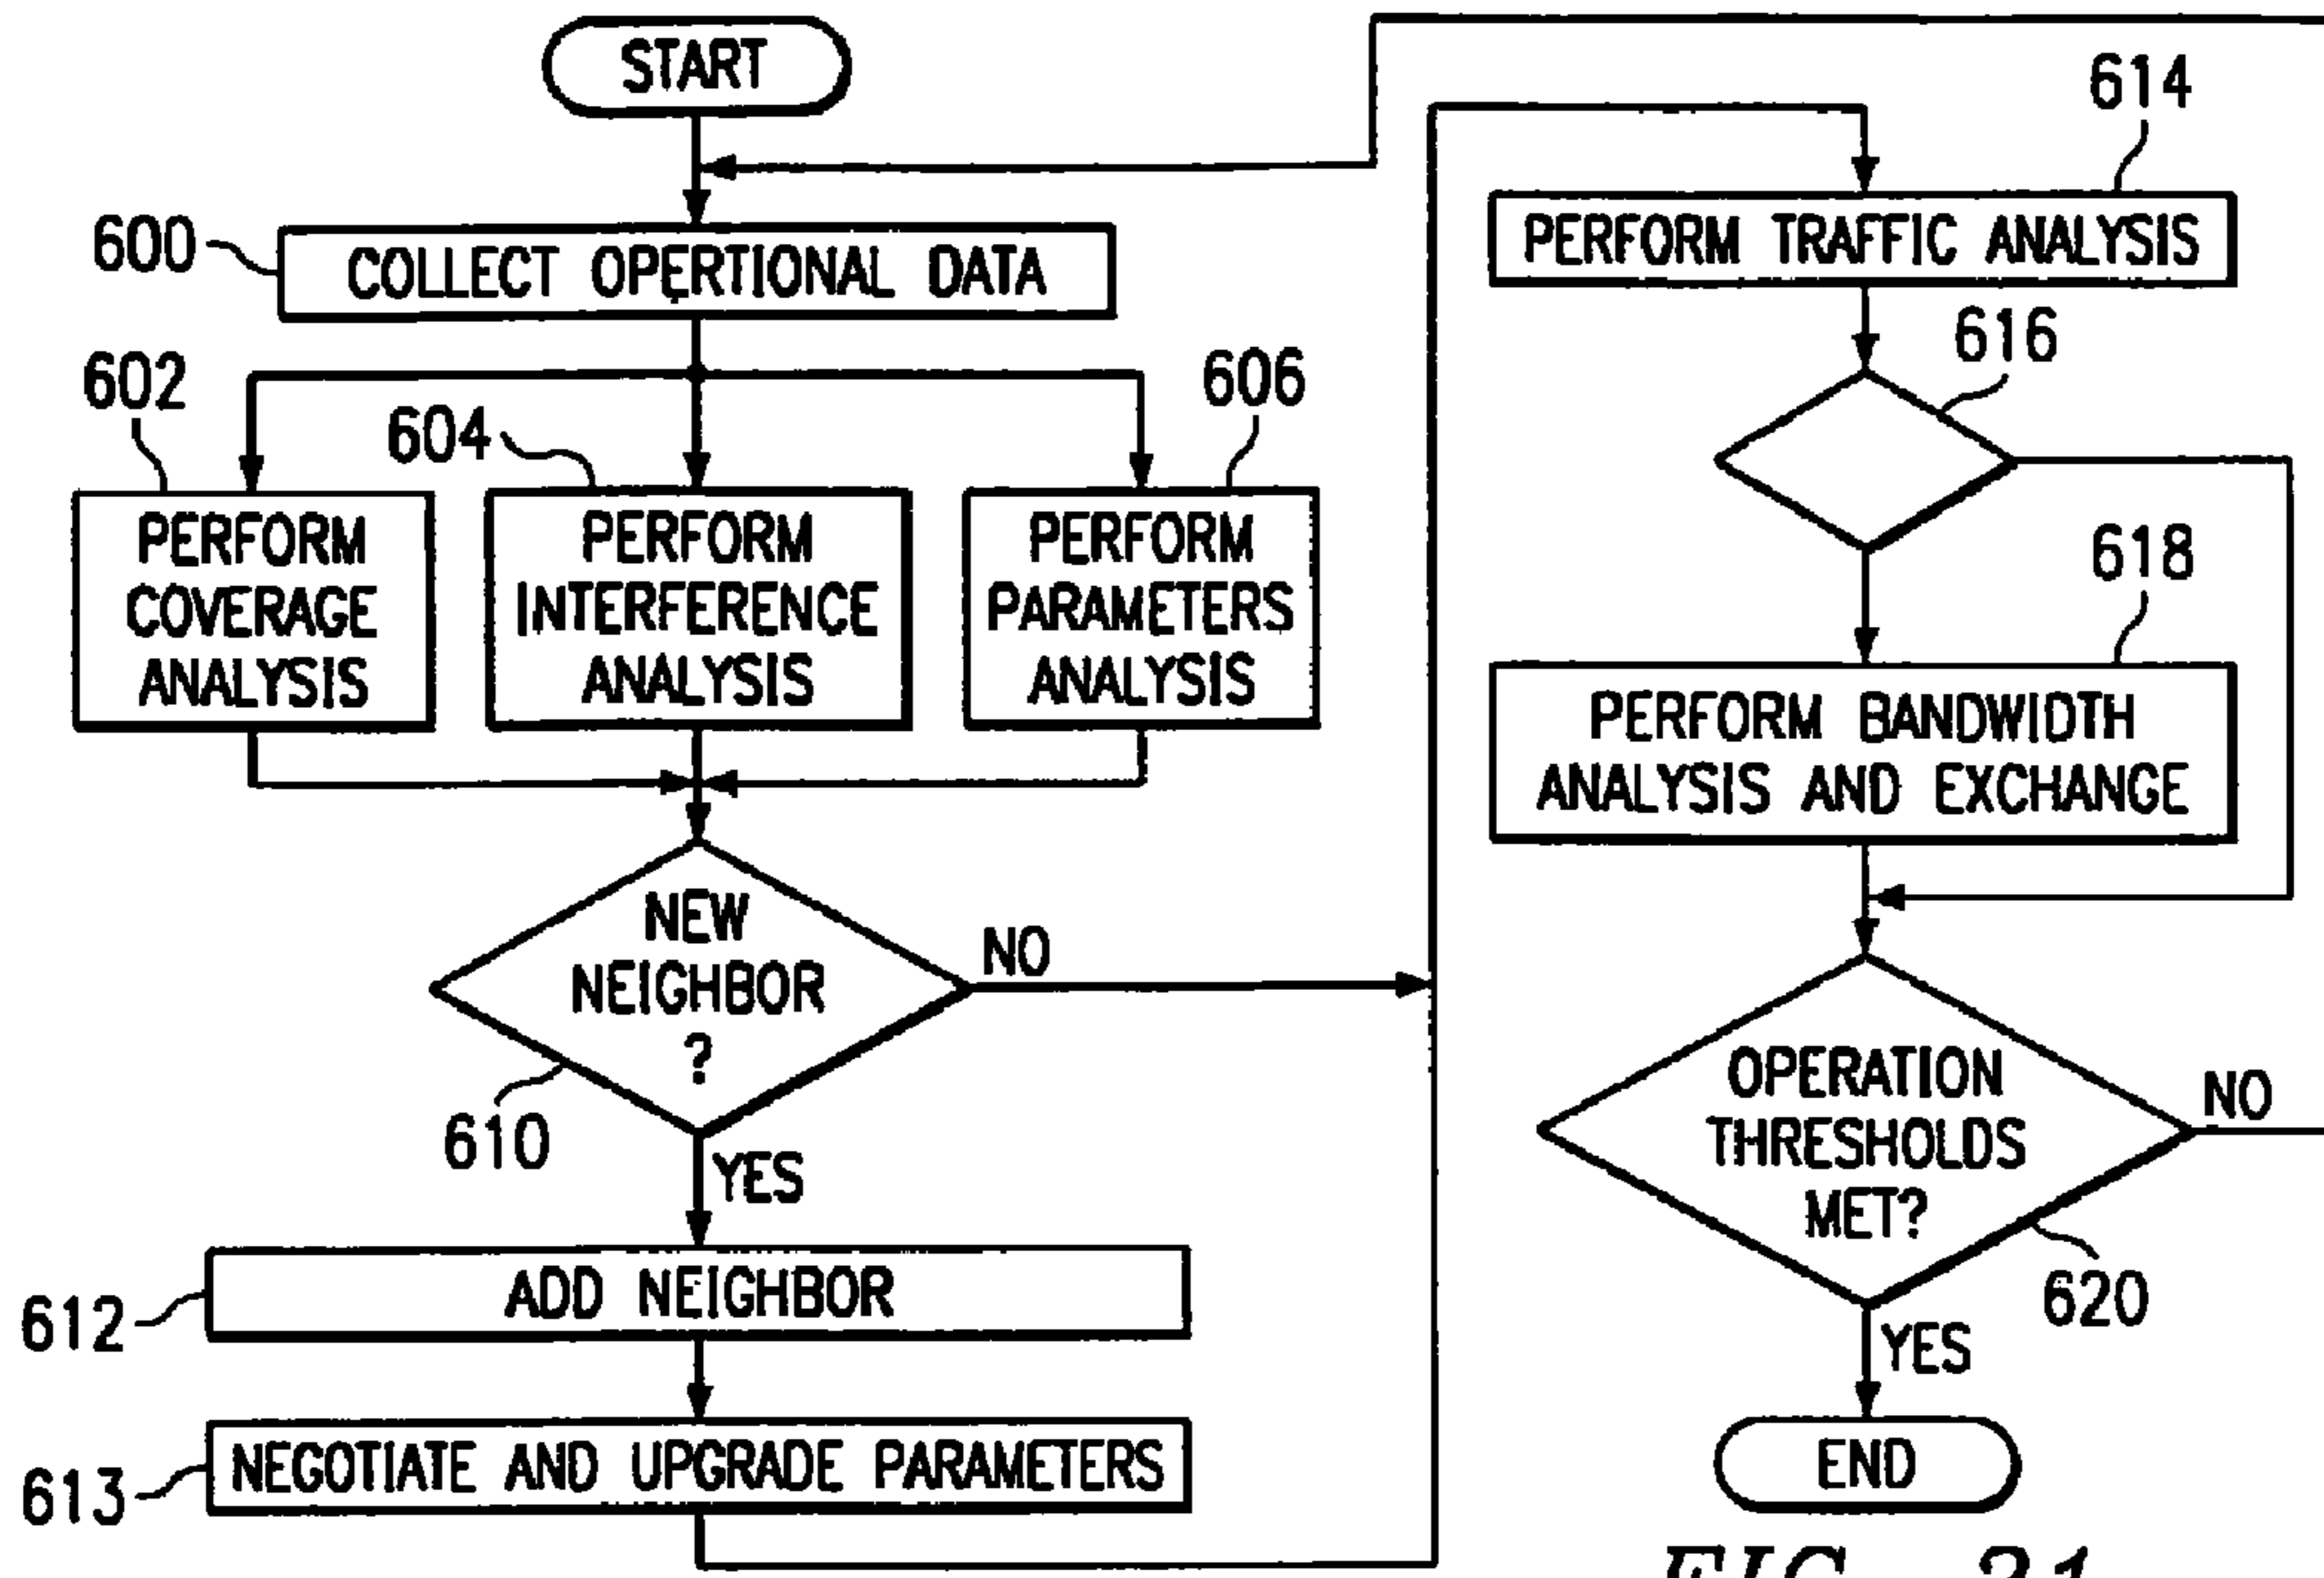 START
600
COLLECT OPERTIONAL DATA
602
604
606
PERFORM
COVERAGE
ANALYSIS
PERFORM
INTERFERENCE
ANALYSIS
PERFORM
PARAMETERS
ANALYSIS
NEW
NEIGHBOR
?
NO
610
YES
612
ADD NEIGHBOR
613
NEGOTIATE AND UPGRADE PARAMETERS
614
PERFORM TRAFFIC ANALYSIS
616
618
PERFORM BANDWIDTH
ANALYSIS AND EXCHANGE
OPERATION
THRESHOLDS
MET?
NO
620
YES
END
FIG. 21